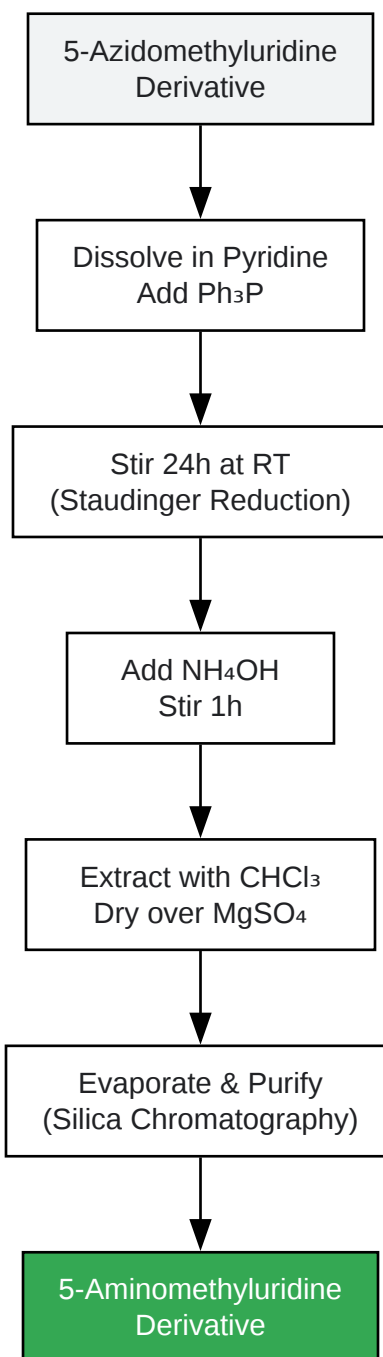 5-Azidomethyluridine
Derivative
Dissolve in Pyridine
Add Ph₃P
Stir 24h at RT
(Staudinger Reduction)
Add NH₄OH
Stir 1h
Extract with CHCl₃
Dry over MgSO₄
Evaporate & Purify
(Silica Chromatography)
5-Aminomethyluridine
Derivative